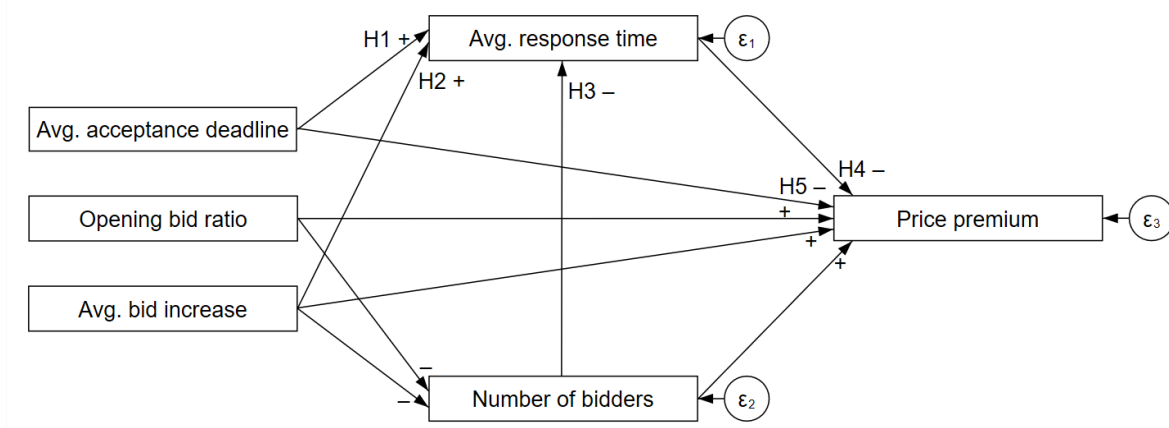 Avg. response time
ε₁
H1 +
H2 +
H3 –
Avg. acceptance deadline
H4 –
H5 –
Opening bid ratio
+
Price premium
ε₃
+
+
Avg. bid increase
–
–
Number of bidders
ε₂